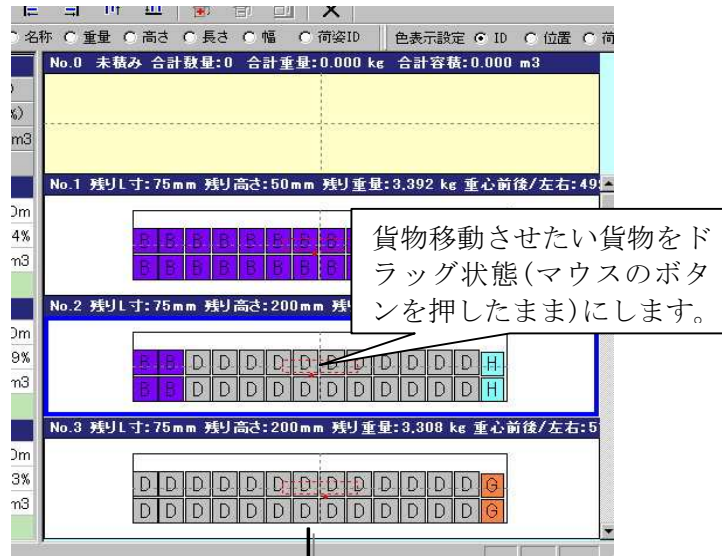 名称 重量 高さ 長さ 幅 荷姿ID 色表示設定 ID 位置 荷
No.0 未積み 合計数量:0 合計重量:0.000 kg 合計容積:0.000 m3
%)
m3
No.1 残りL寸:75mm 残り高さ:50mm 残り重量:3,392 kg 重心前後/左右:49
0m
4%
m3
B B B B B B B B
B B B B B B B B
貨物移動させたい貨物をド
ラッグ状態(マウスのボタ
ンを押したまま)にします。
No.2 残りL寸:75mm 残り高さ:200mm 残り
0m
9%
m3
B B D D D D D D D D D D D H
B B D D D D D D D D D D D H
No.3 残りL寸:75mm 残り高さ:200mm 残り重量:3,308 kg 重心前後/左右:5
0m
3%
m3
D D D D D D D D D D D D D G
D D D D D D D D D D D D D G